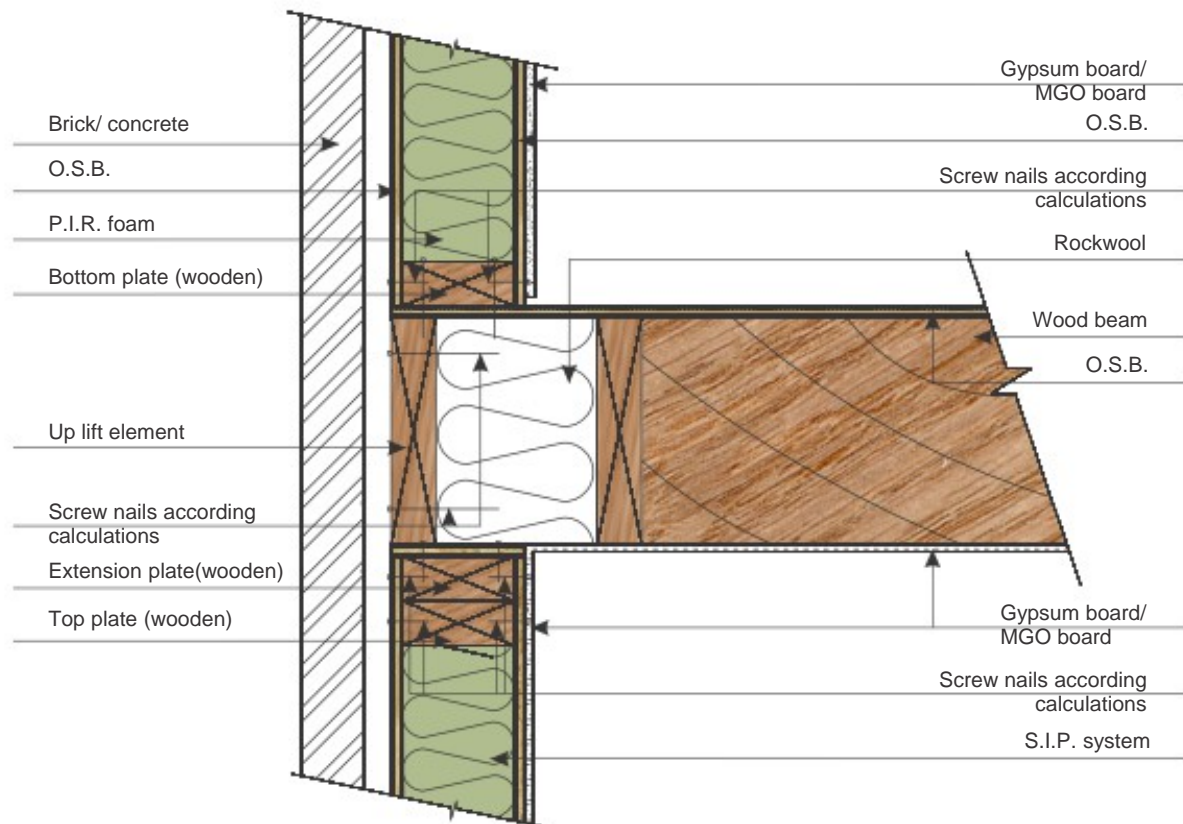 Brick/ concrete
O.S.B.
P.I.R. foam
Bottom plate (wooden)
Up lift element
Screw nails according
calculations
Extension plate(wooden)
Top plate (wooden)
Gypsum board/
MGO board
O.S.B.
Screw nails according
calculations
Rockwool
Wood beam
O.S.B.
Gypsum board/
MGO board
Screw nails according
calculations
S.I.P. system